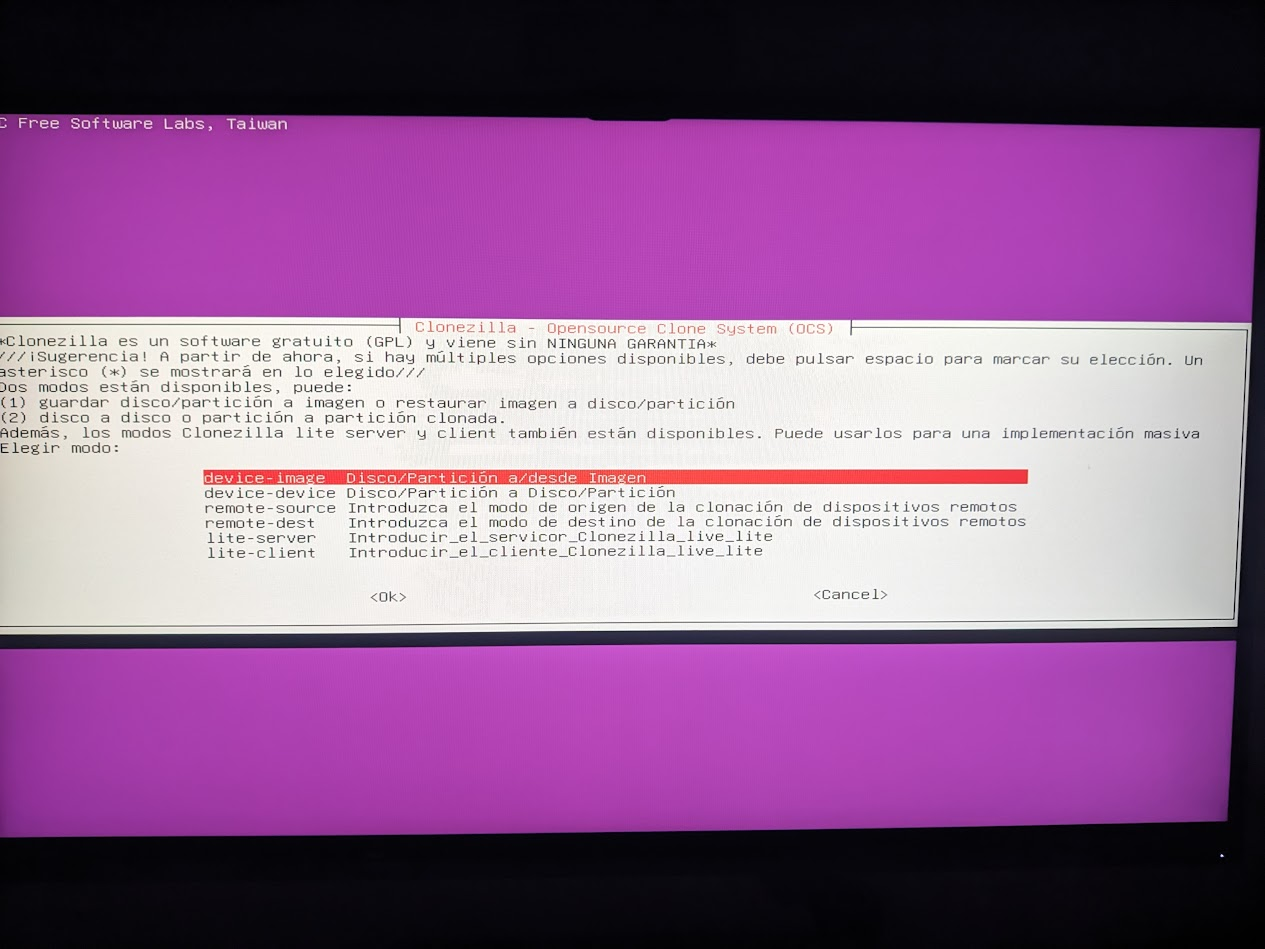 C Free Software Labs, Taiwan
Clonezilla - Opensource Clone System (OCS)
*Clonezilla es un software gratuito (GPL) y viene sin NINGUNA GARANTIA*
///¡Sugerencia! A partir de ahora, si hay múltiples opciones disponibles, debe pulsar espacio para marcar su elección. Un
asterisco (*) se mostrará en lo elegido///
Dos modos están disponibles, puede:
(1) guardar disco/partición a imagen o restaurar imagen a disco/partición
(2) disco a disco o partición a partición clonada.
Además, los modos Clonezilla lite server y client también están disponibles. Puede usarlos para una implementación masiva
Elegir modo:
device-image Disco/Partición a/desde Imagen
device-device Disco/Partición a Disco/Partición
remote-source Introduzca el modo de origen de la clonación de dispositivos remotos
remote-dest Introduzca el modo de destino de la clonación de dispositivos remotos
lite-server Introducir_el_servicor_Clonezilla_live_lite
lite-client Introducir_el_cliente_Clonezilla_live_lite
<Ok> <Cancel>